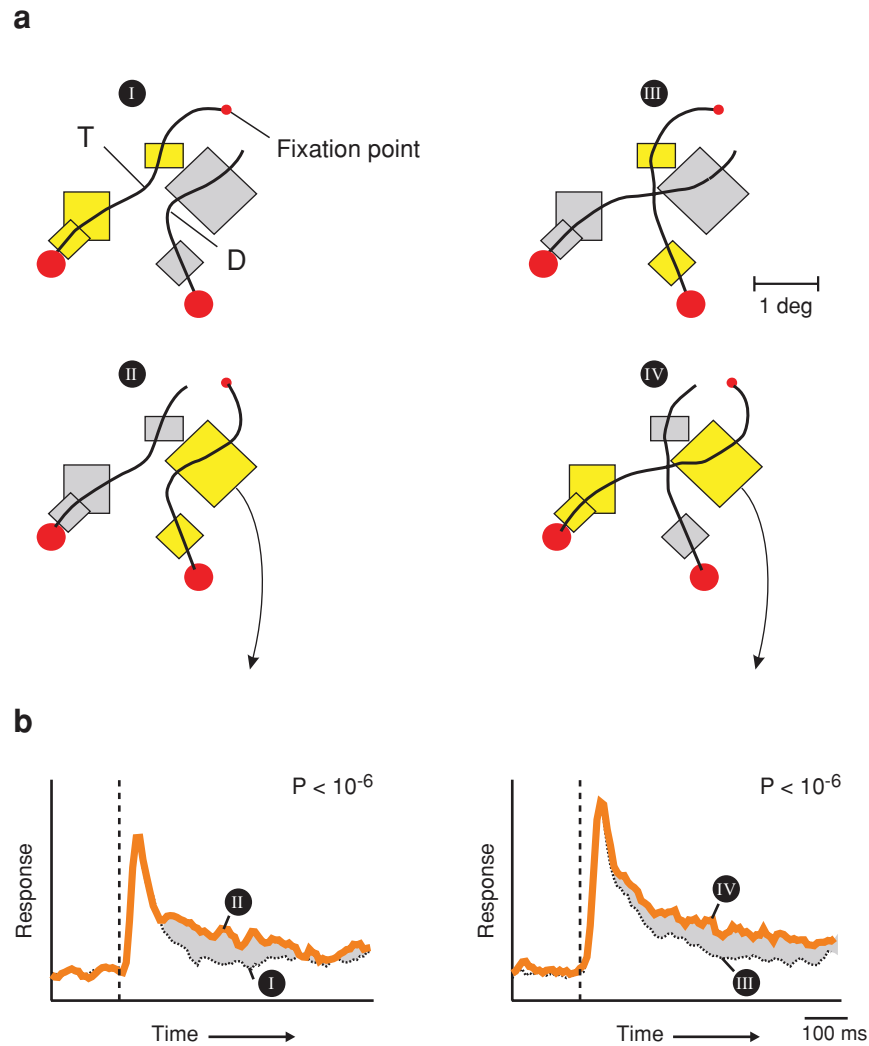 a
I
III
T
Fixation point
D
1 deg
II
IV
b
P < 10-6
P < 10-6
Response
II
I
Response
IV
III
Time
Time
100 ms